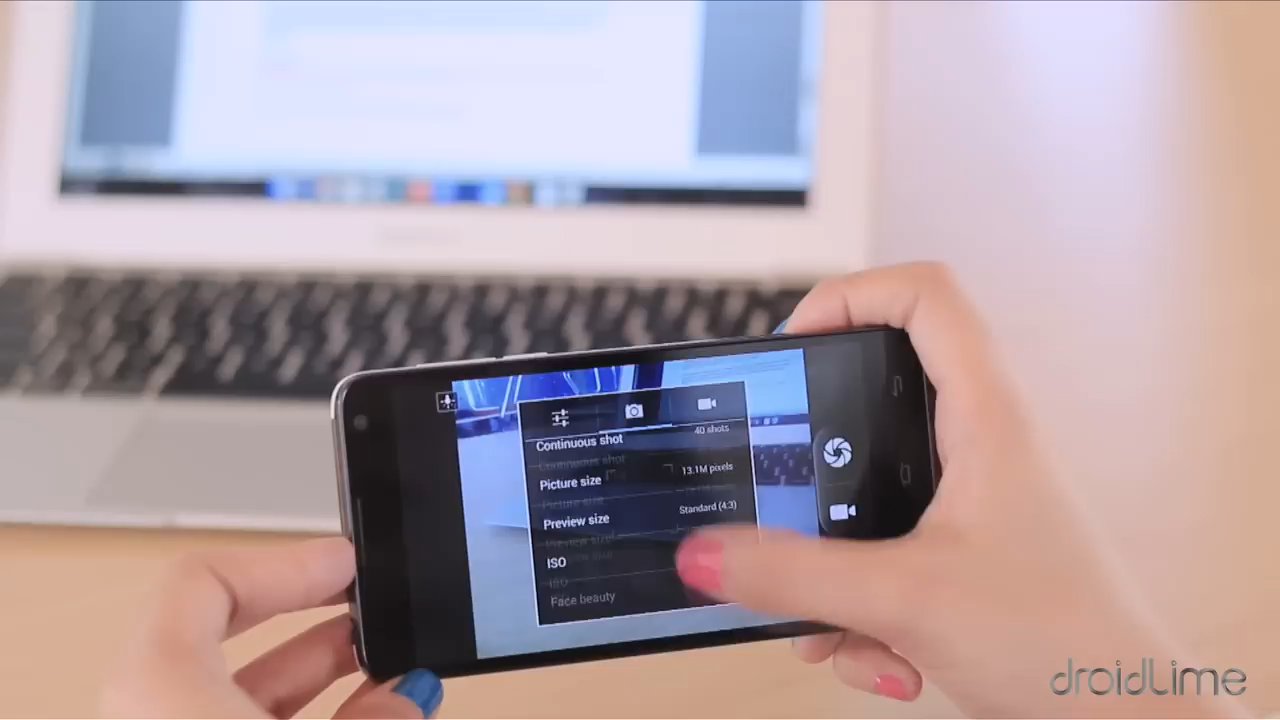 Continuous shot 40 shots
Picture size 13.1M pixels
Preview size Standard (4:3)
ISO
Face beauty
droidLime